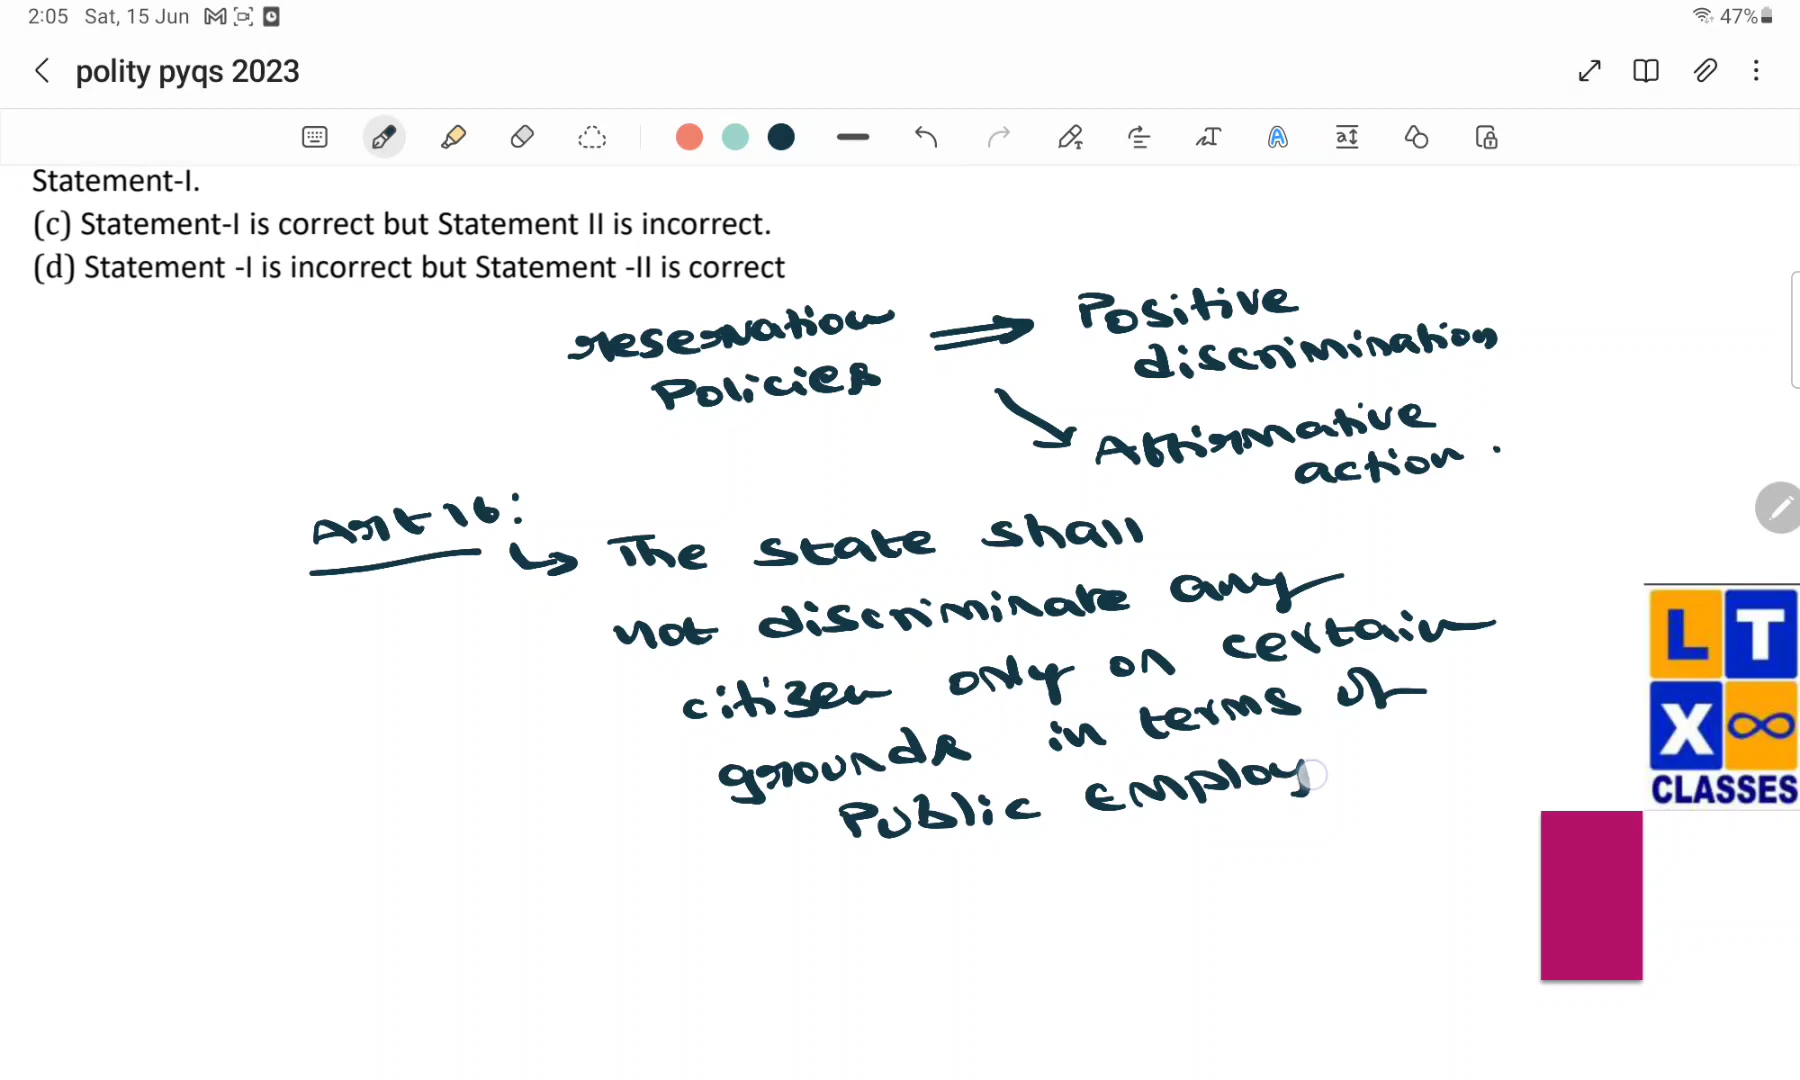 2:05 Sat, 15 Jun 47%
polity pyqs 2023
Statement-I.
(c) Statement-I is correct but Statement II is incorrect.
(d) Statement -I is incorrect but Statement -II is correct
reservation Positive
Policies discrimination
Affirmative
action.
Art 16:
The state shall
not discriminate any
citizen only on certain
grounds in terms of
Public employ
L T
X ∞
CLASSES